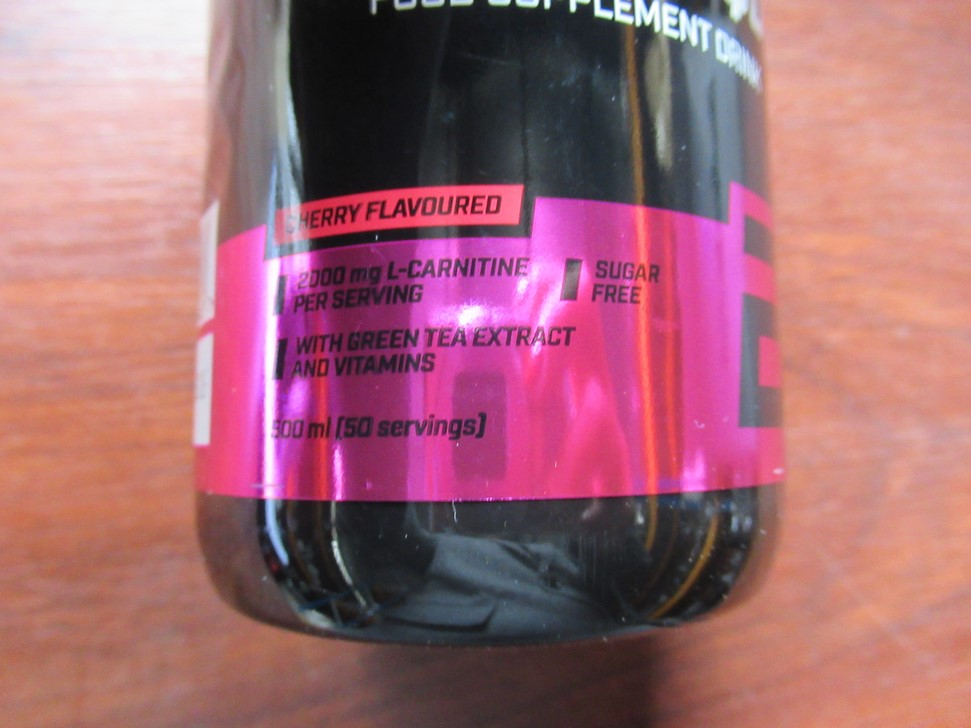 FOOD SUPPLEMENT DRINK
CHERRY FLAVOURED
2000 mg L-CARNITINE
PER SERVING
SUGAR
FREE
WITH GREEN TEA EXTRACT
AND VITAMINS
500 ml (50 servings)